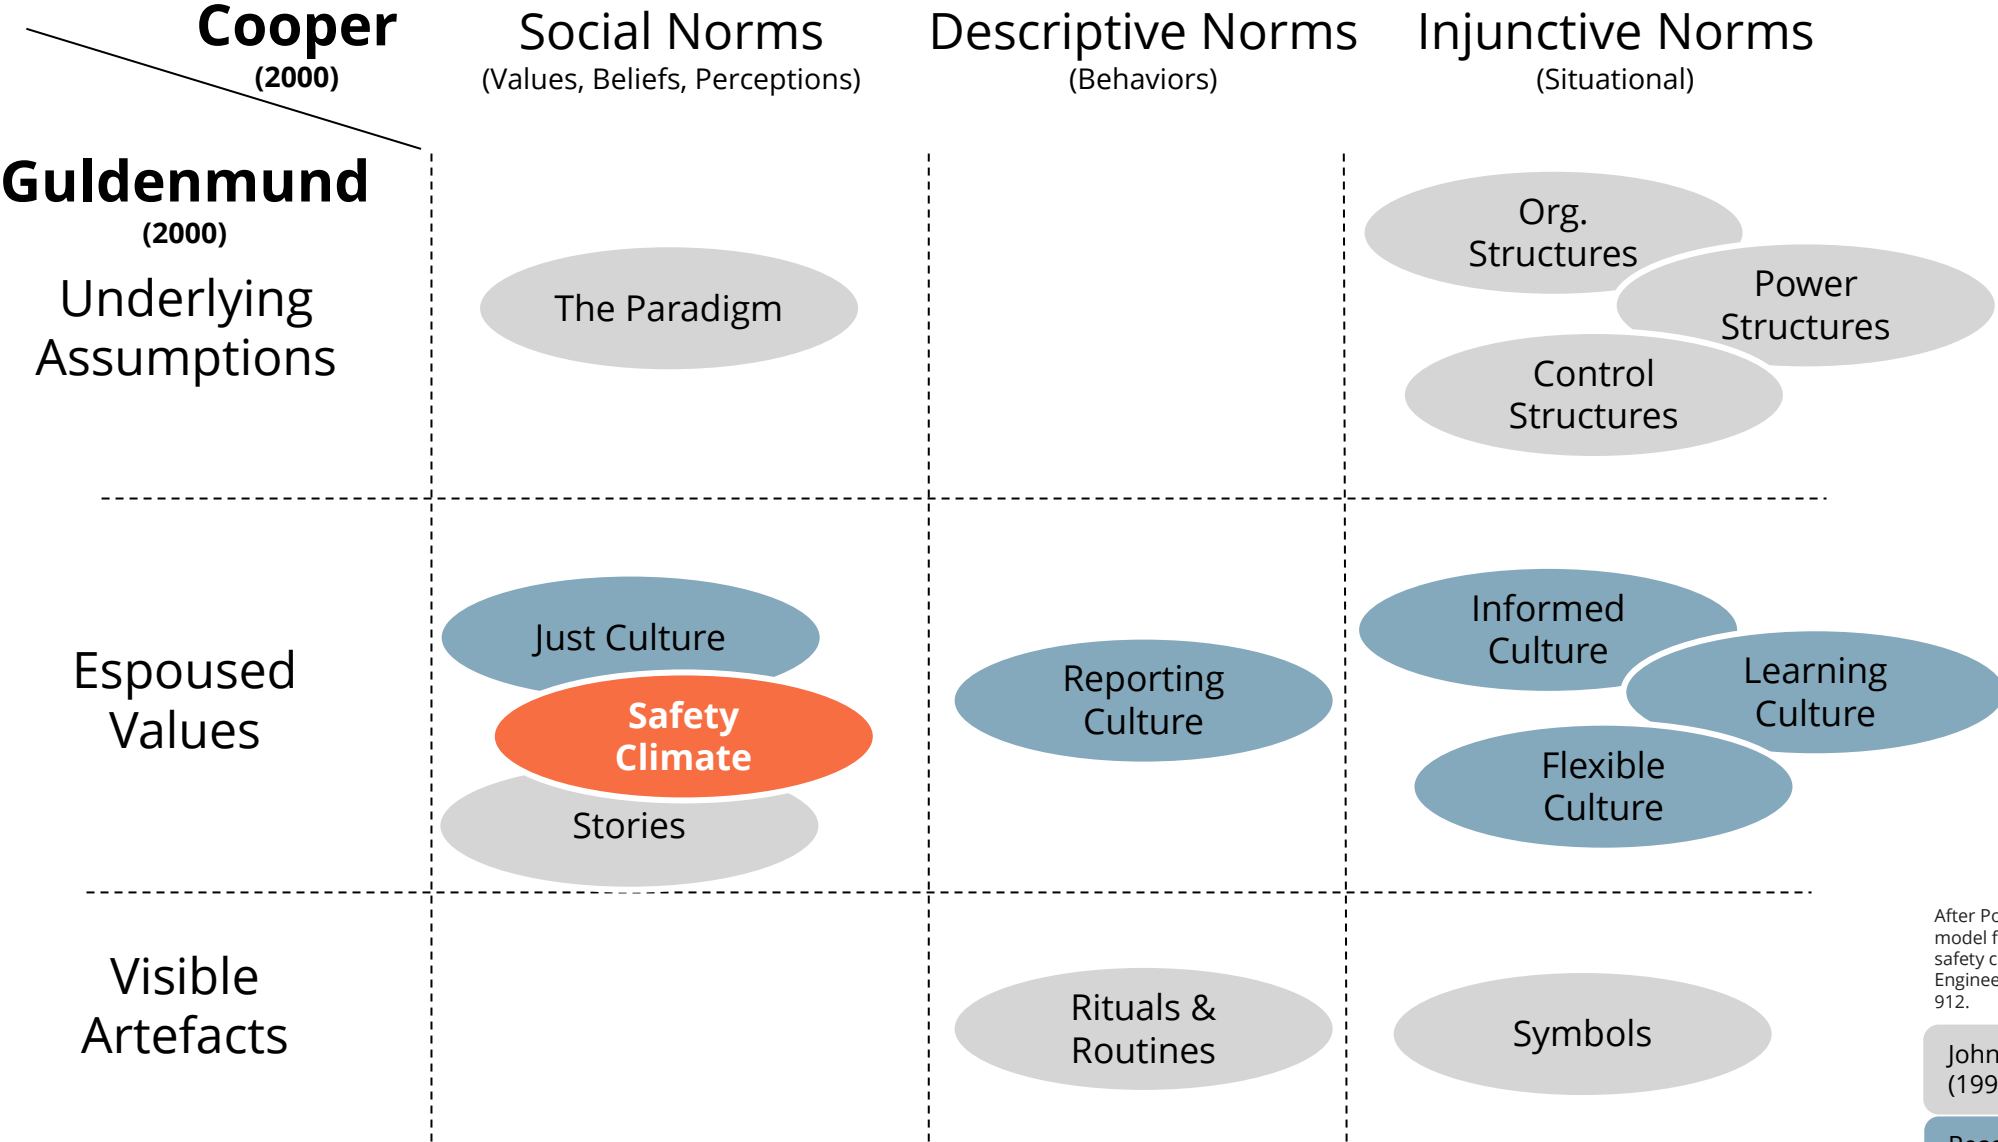 Cooper
(2000)
Social Norms
(Values, Beliefs, Perceptions)
Descriptive Norms
(Behaviors)
Injunctive Norms
(Situational)
Guldenmund
(2000)
Underlying
Assumptions
The Paradigm
Org.
Structures
Power
Structures
Control
Structures
Espoused
Values
Just Culture
Safety
Climate
Stories
Reporting
Culture
Informed
Culture
Learning
Culture
Flexible
Culture
Visible
Artefacts
Rituals &
Routines
Symbols
After
model
safety
912.